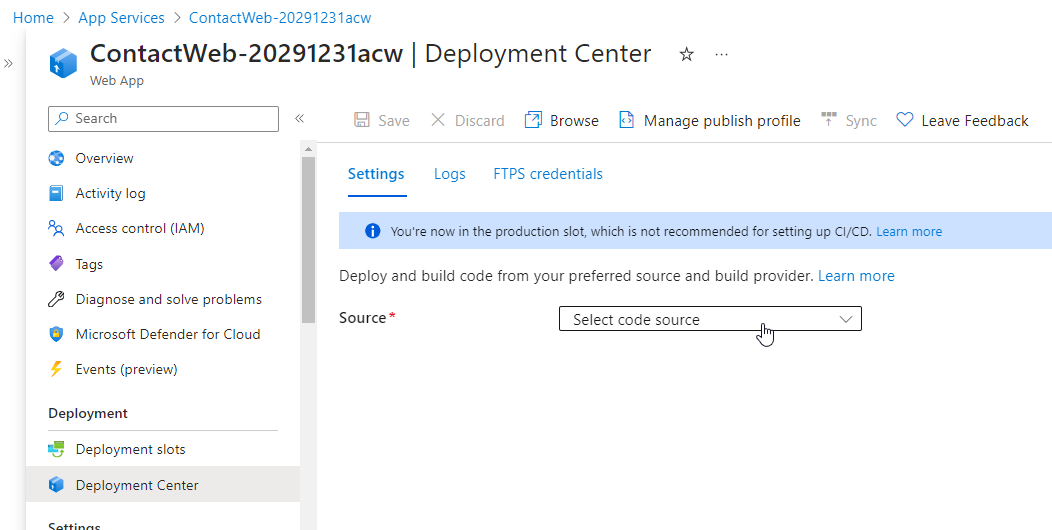 Home > App Services > ContactWeb-20291231acw
ContactWeb-20291231acw | Deployment Center
Web App
Search
Save Discard Browse Manage publish profile Sync Leave Feedback
Overview
Activity log
Access control (IAM)
Tags
Diagnose and solve problems
Microsoft Defender for Cloud
Events (preview)
Deployment
Deployment slots
Deployment Center
Settings
Settings Logs FTPS credentials
You're now in the production slot, which is not recommended for setting up CI/CD. Learn more
Deploy and build code from your preferred source and build provider. Learn more
Source* Select code source